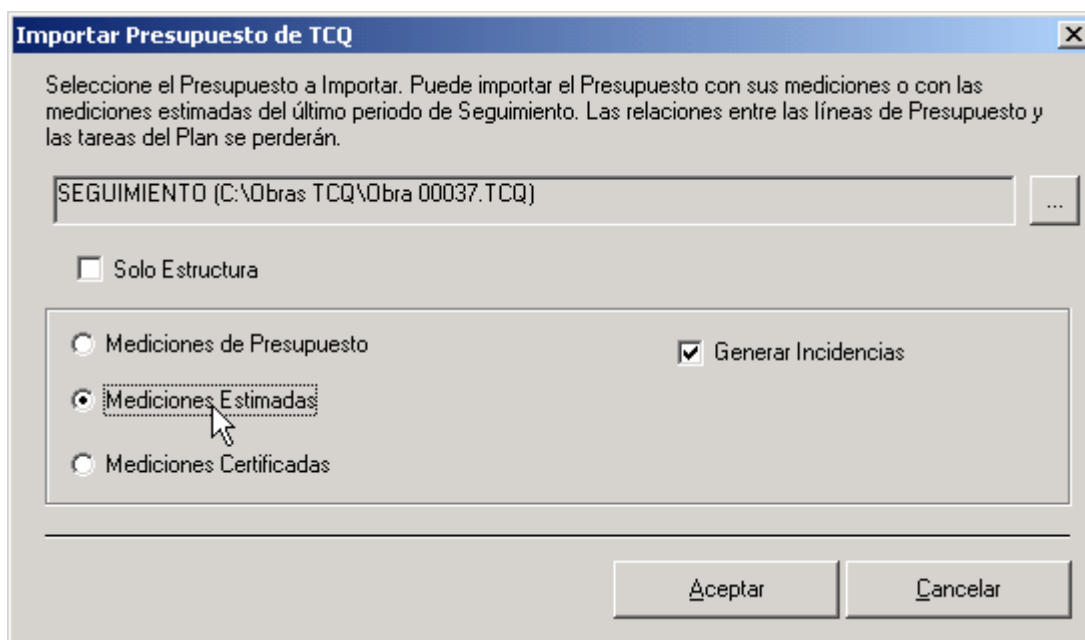 Importar Presupuesto de TCQ
Seleccione el Presupuesto a Importar. Puede importar el Presupuesto con sus mediciones o con las
mediciones estimadas del último periodo de Seguimiento. Las relaciones entre las líneas de Presupuesto y
las tareas del Plan se perderán.
SEGUIMIENTO (C:\Obras TCQ\Obra 00037.TCQ)
...
Solo Estructura
Mediciones de Presupuesto
Generar Incidencias
Mediciones Estimadas
Mediciones Certificadas
Aceptar
Cancelar